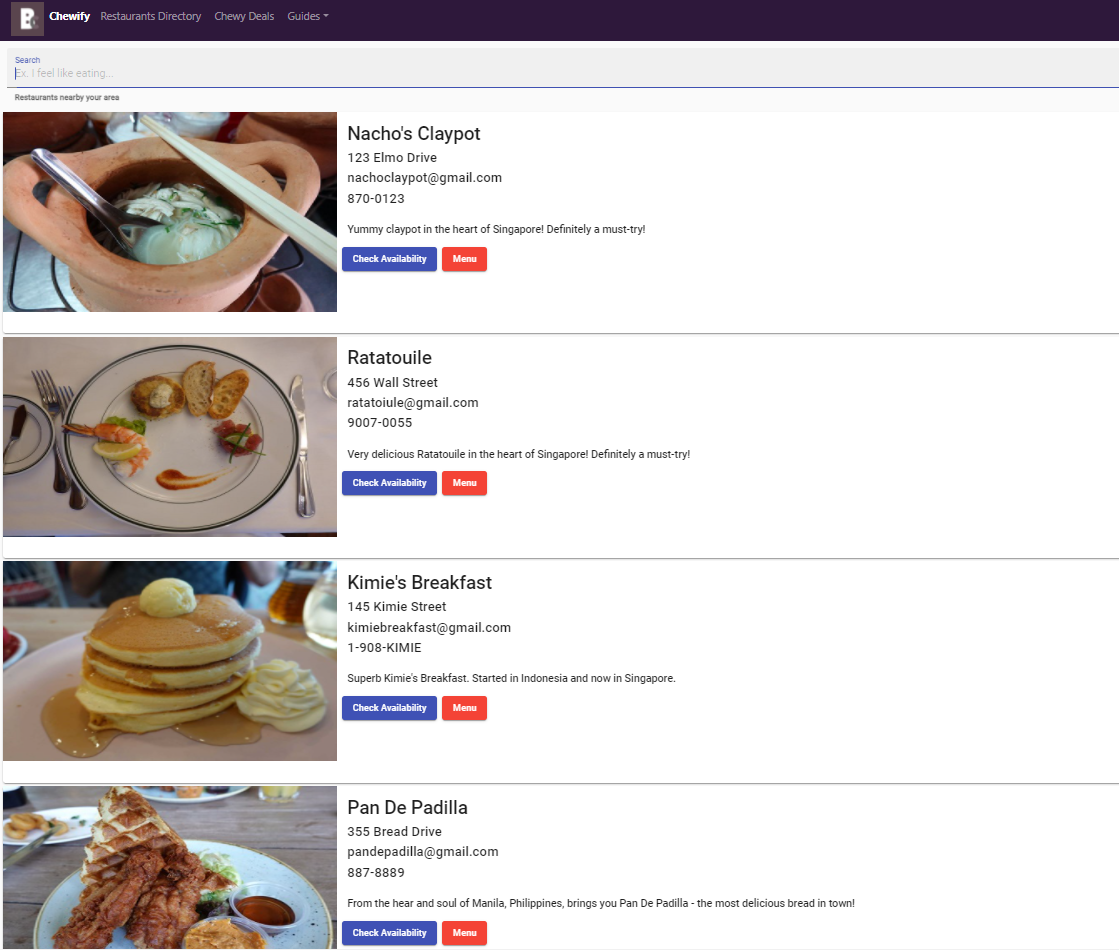 Chewify Restaurants Directory Chewy Deals Guides
Search
Ex. I feel like eating...
Restaurants nearby your area
Nacho's Claypot
123 Elmo Drive
nachoclaypot@gmail.com
870-0123
Yummy claypot in the heart of Singapore! Definitely a must-try!
Check Availability Menu
Ratatouile
456 Wall Street
ratatoiule@gmail.com
9007-0055
Very delicious Ratatouile in the heart of Singapore! Definitely a must-try!
Check Availability Menu
Kimie's Breakfast
145 Kimie Street
kimiebreakfast@gmail.com
1-908-KIMIE
Superb Kimie's Breakfast. Started in Indonesia and now in Singapore.
Check Availability Menu
Pan De Padilla
355 Bread Drive
pandepadilla@gmail.com
887-8889
From the hear and soul of Manila, Philippines, brings you Pan De Padilla - the most delicious bread in town!
Check Availability Menu